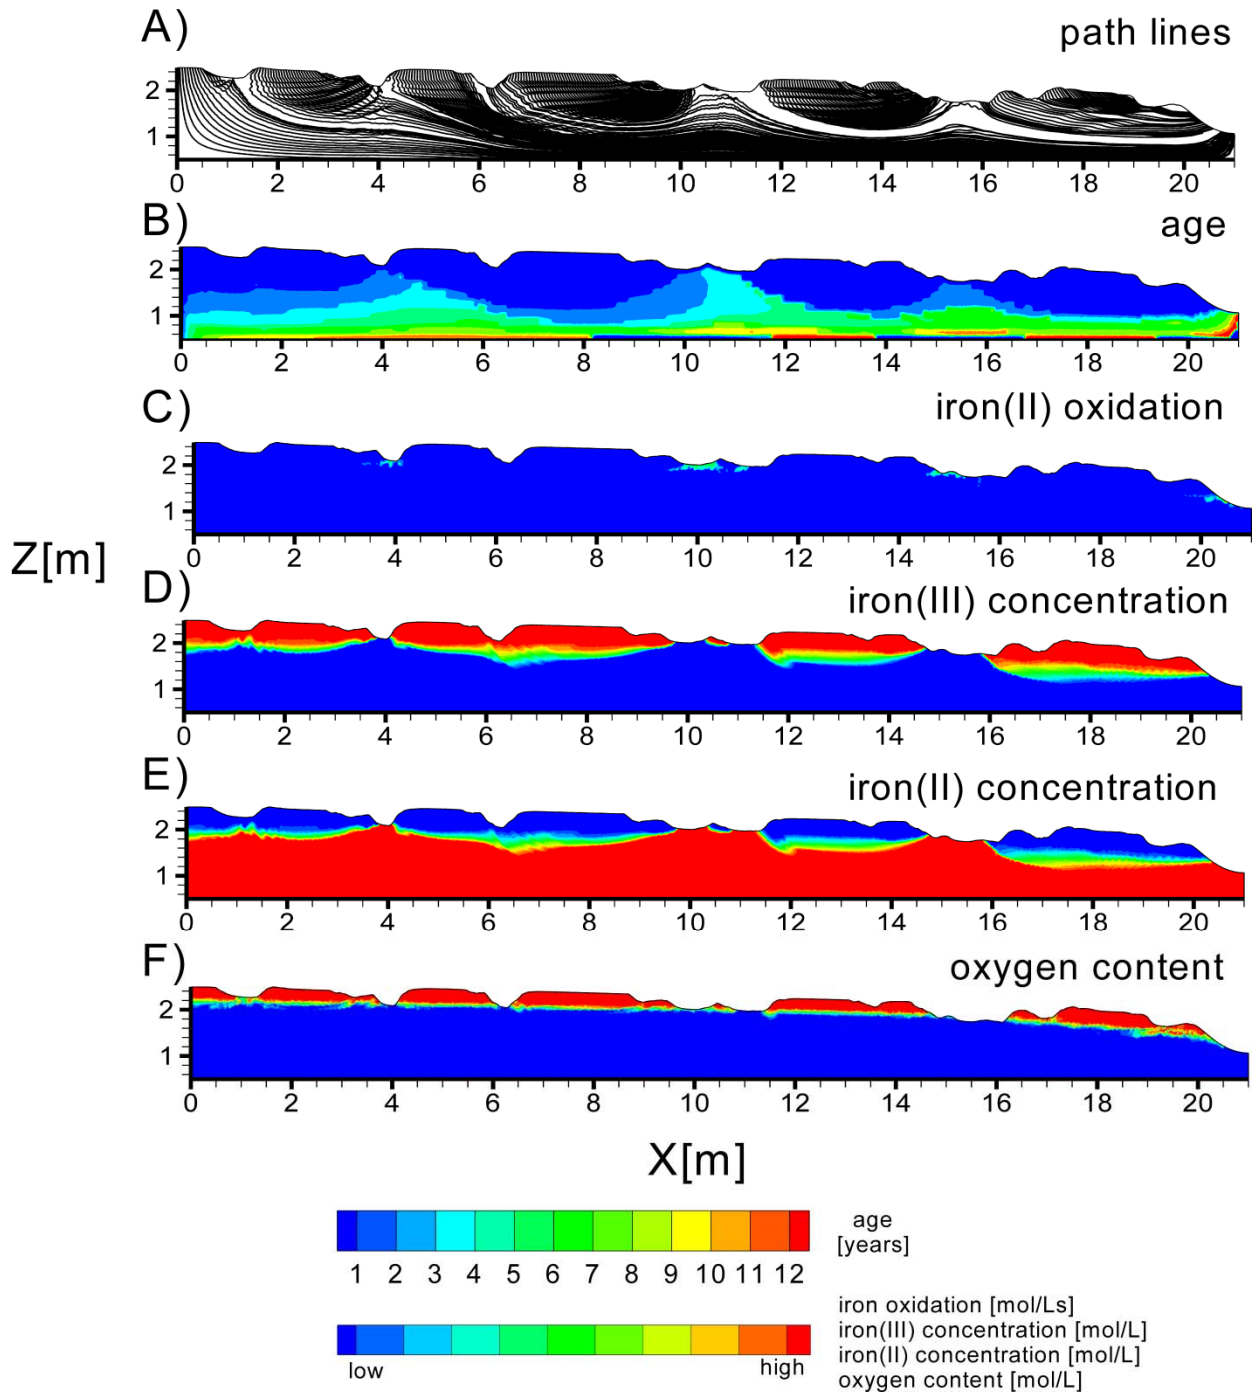 A)
path lines
2
1
0 2 4 6 8 10 12 14 16 18 20
B)
age
2
1
0 2 4 6 8 10 12 14 16 18 20
C)
iron(II) oxidation
2
1
0 2 4 6 8 10 12 14 16 18 20
Z[m]
D)
iron(III) concentration
2
1
0 2 4 6 8 10 12 14 16 18 20
E)
iron(II) concentration
2
1
0 2 4 6 8 10 12 14 16 18 20
F)
oxygen content
2
1
0 2 4 6 8 10 12 14 16 18 20
X[m]
age
[years]
1 2 3 4 5 6 7 8 9 10 11 12
iron oxidation [mol/Ls]
iron(III) concentration [mol/L]
iron(II) concentration [mol/L]
oxygen content [mol/L]
low high